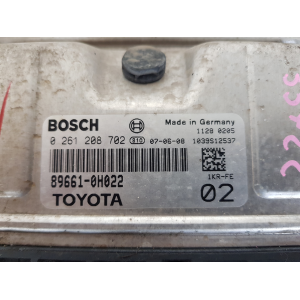 BOSCH Made in Germany
1128 0205
0 261 208 702 07-06-08 1039S12537
89661-0H022
TOYOTA
1KR-FE
02